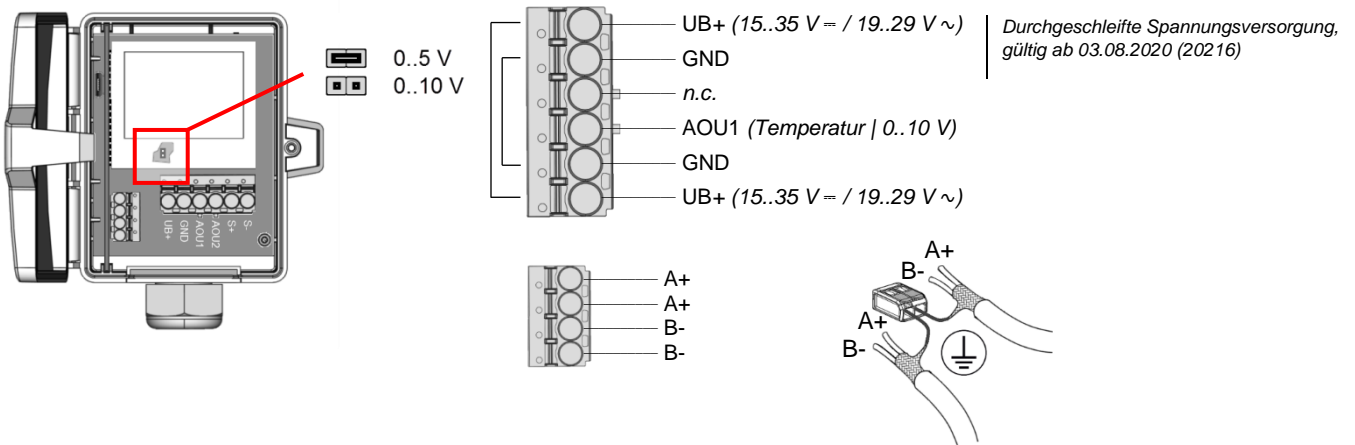 0..5 V
0..10 V
UB+
GND
AOU1
AOU2
S+
S-
UB+ (15..35 V ⎓ / 19..29 V ~)
GND
n.c.
AOU1 (Temperatur | 0..10 V)
GND
UB+ (15..35 V ⎓ / 19..29 V ~)
Durchgeschleifte Spannungsversorgung,
gültig ab 03.08.2020 (20216)
A+
A+
B-
B-
A+
B-
A+
B-